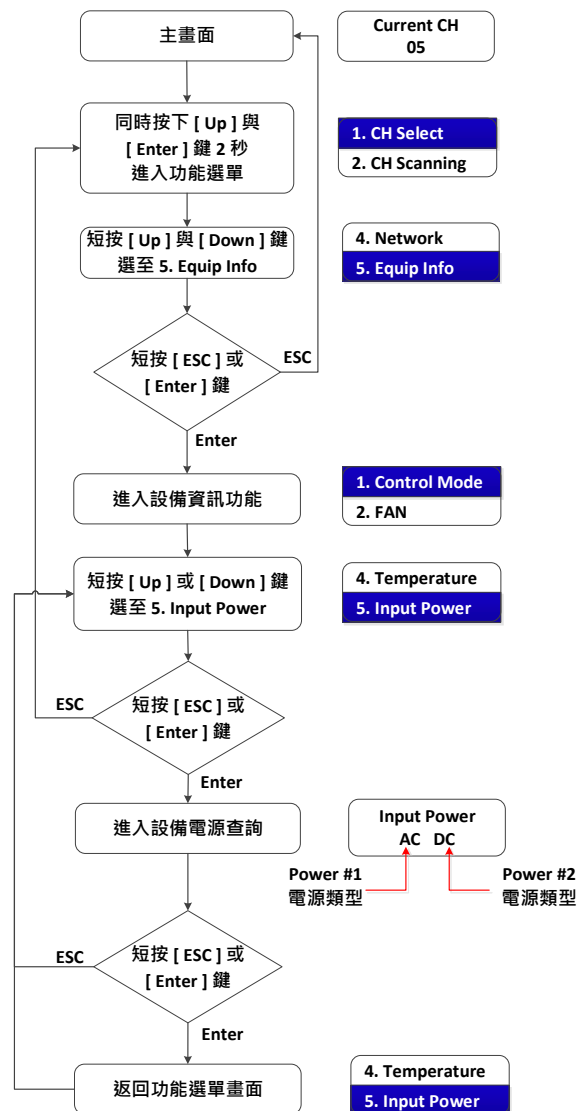 主畫面
Current CH
05
同時按下 [ Up ] 與
[ Enter ] 鍵 2 秒
進入功能選單
1. CH Select
2. CH Scanning
短按 [ Up ] 與 [ Down ] 鍵
選至 5. Equip Info
4. Network
5. Equip Info
短按 [ ESC ] 或
[ Enter ] 鍵
ESC
Enter
進入設備資訊功能
1. Control Mode
2. FAN
短按 [ Up ] 或 [ Down ] 鍵
選至 5. Input Power
4. Temperature
5. Input Power
ESC
短按 [ ESC ] 或
[ Enter ] 鍵
Enter
進入設備電源查詢
Input Power
AC DC
Power #1
電源類型
Power #2
電源類型
ESC
短按 [ ESC ] 或
[ Enter ] 鍵
Enter
返回功能選單畫面
4. Temperature
5. Input Power